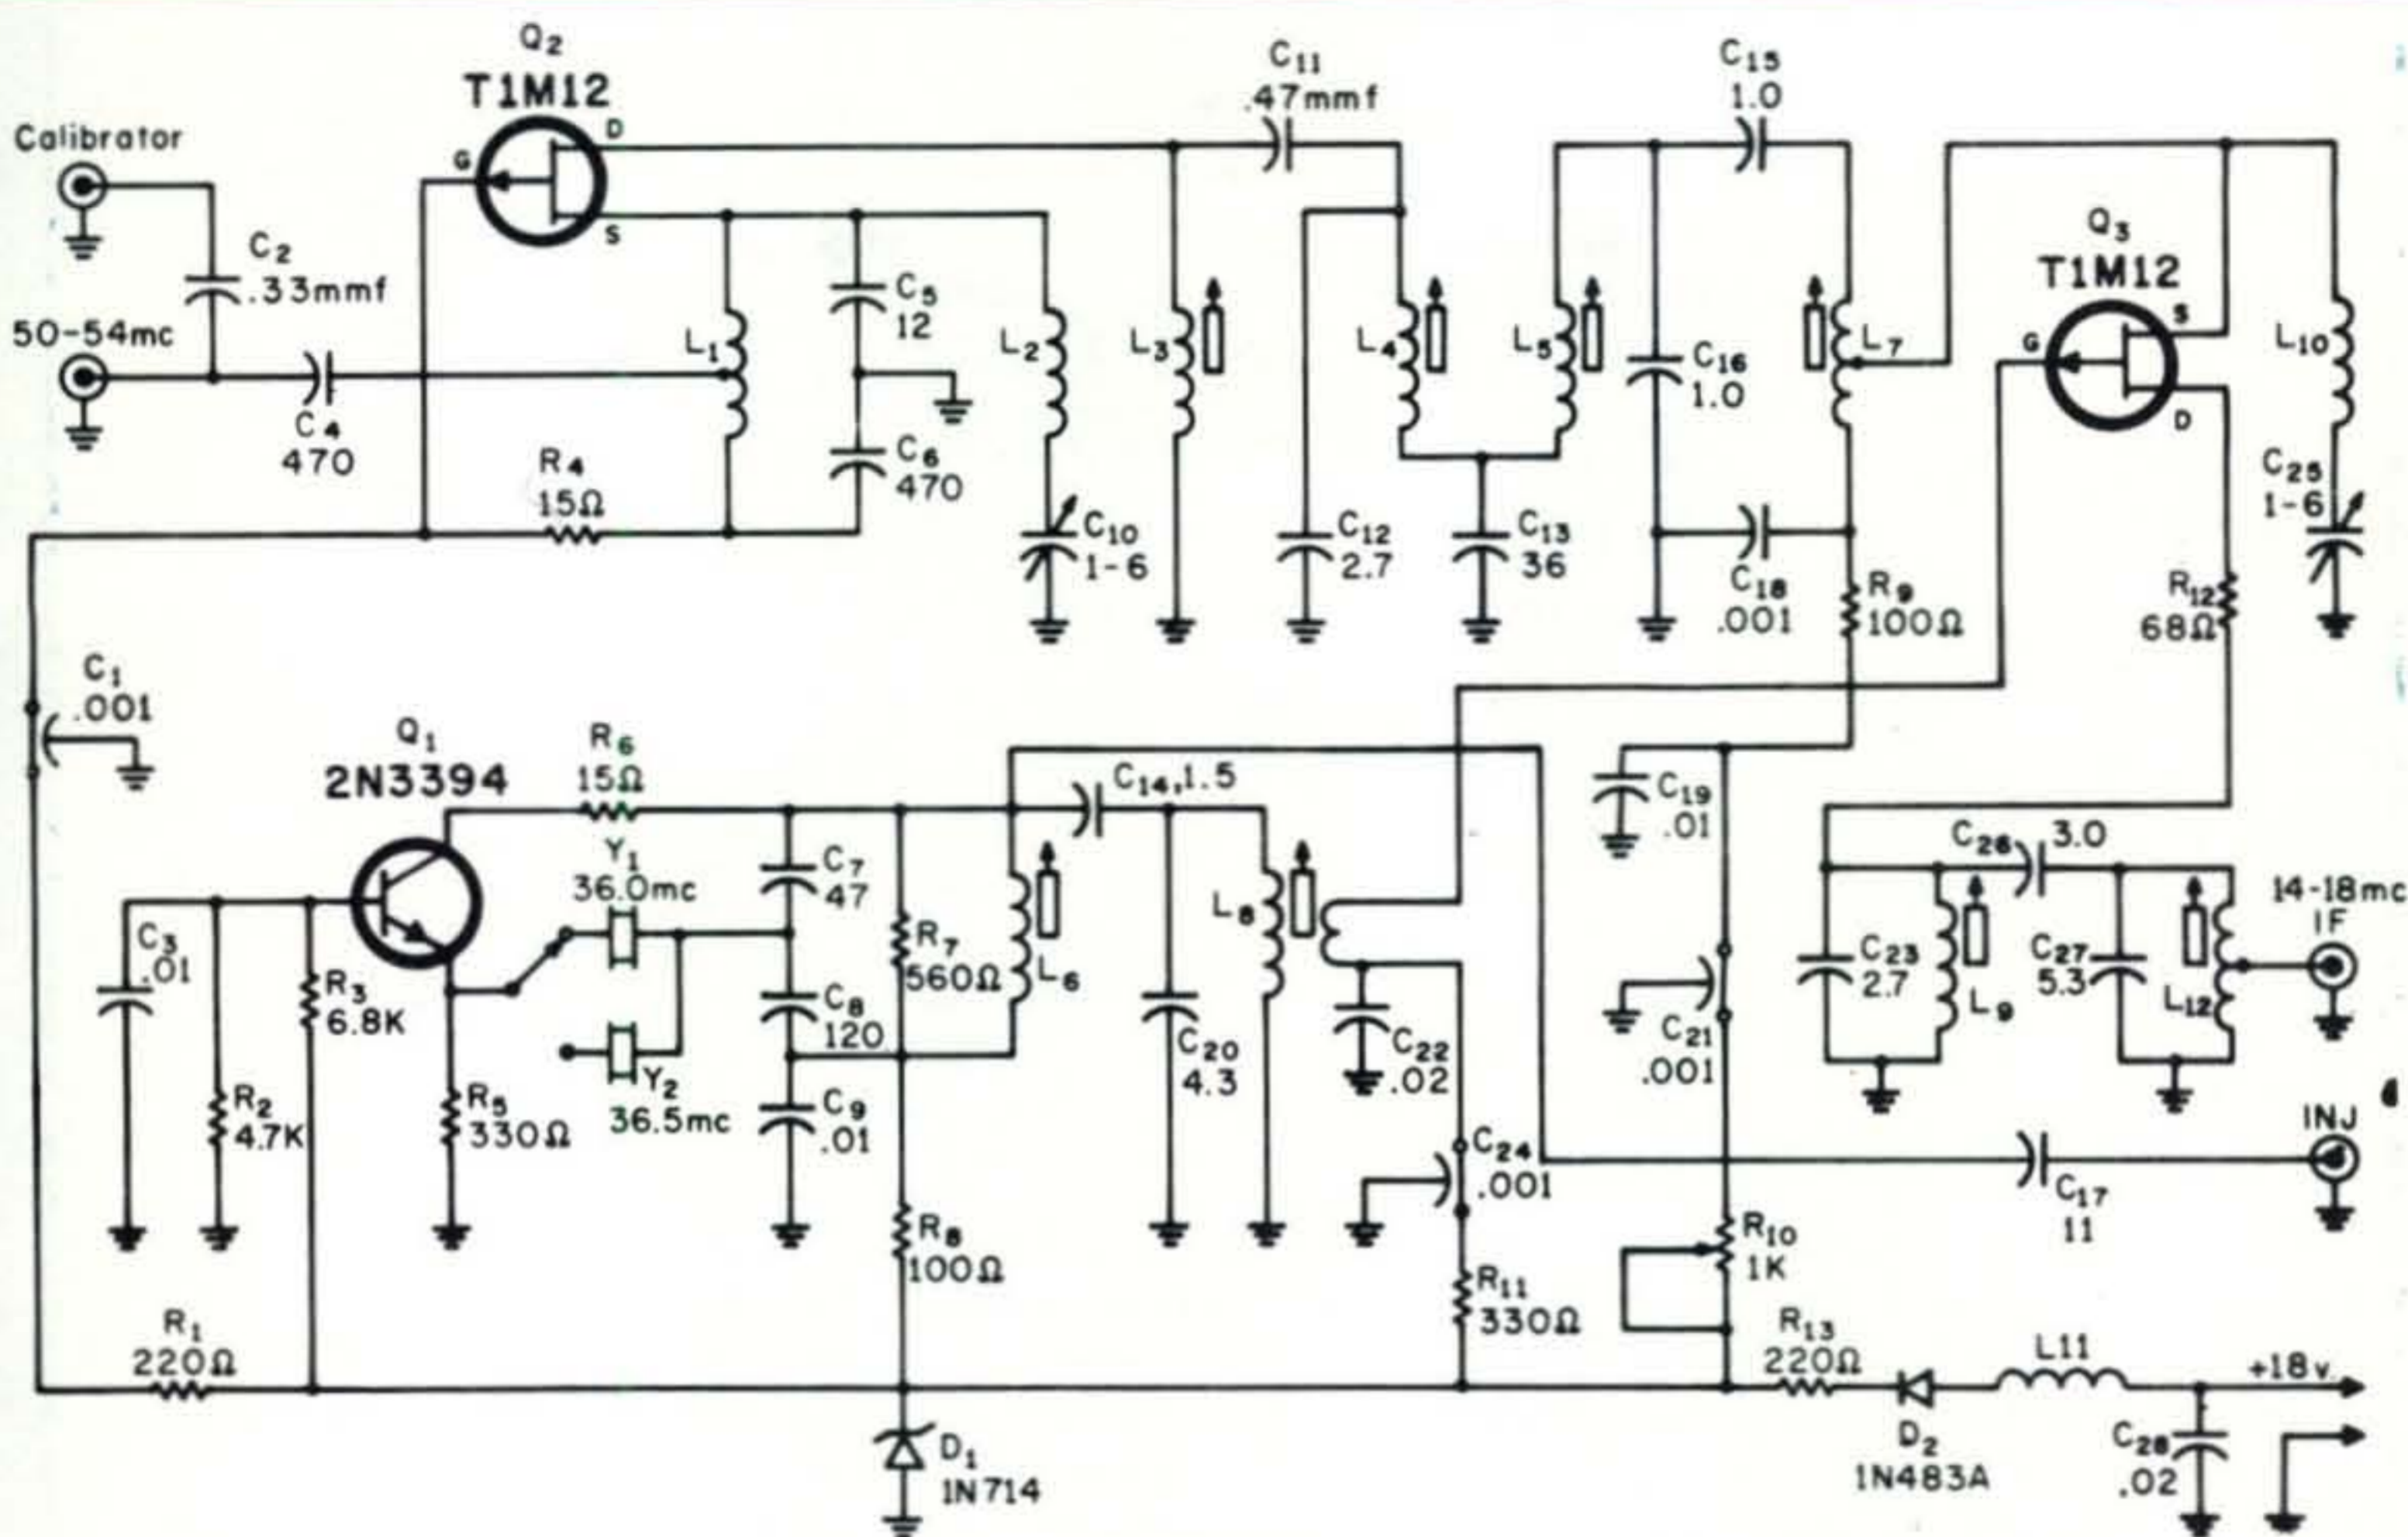 Q2
T1M12
D
G
S
Calibrator
C2
.33mmf
50-54mc
C4
470
R4
15Ω
L1
C5
12
C6
470
L2
C10
1-6
L3
C11
.47mmf
L4
C12
2.7
C13
36
L5
C15
1.0
C16
1.0
L7
C18
.001
R9
100Ω
Q3
T1M12
S
G
D
L10
C25
1-6
R12
68Ω
C1
.001
Q1
2N3394
R6
15Ω
Y1
36.0mc
Y2
36.5mc
C3
.01
R2
4.7K
R3
6.8K
R5
330Ω
C7
47
C8
120
C9
.01
R7
560Ω
L6
R8
100Ω
C14,1.5
C20
4.3
L8
C22
.02
C24
.001
R11
330Ω
C19
.01
C21
.001
R10
1K
C26
3.0
C23
2.7
L9
C27
5.3
L12
14-18mc
IF
INJ
C17
11
R1
220Ω
D1
1N714
R13
220Ω
D2
1N483A
L11
+18v
C28
.02